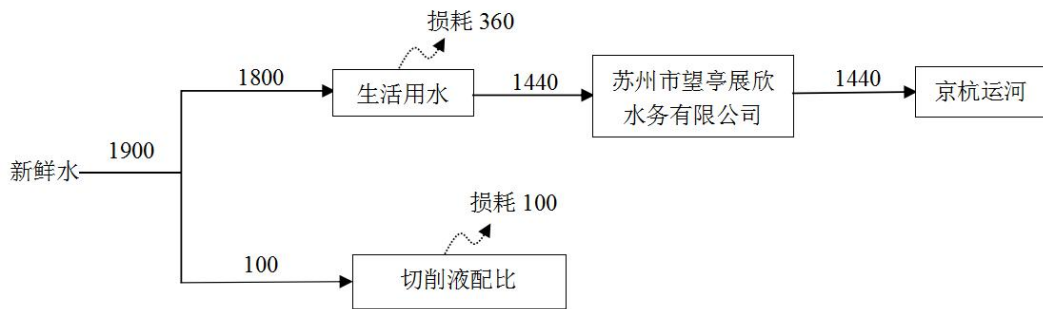 损耗 360
1800
生活用水
1440
苏州市望亭展欣
水务有限公司
1440
京杭运河
1900
新鲜水
损耗 100
100
切削液配比